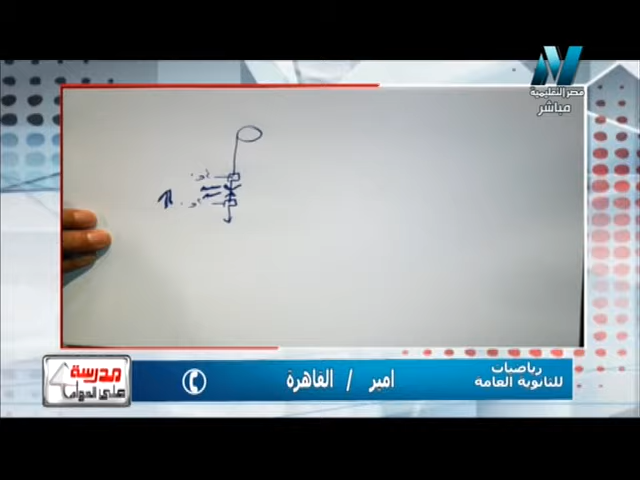 مصر التعليمية
مباشر
رياضيات
للثانوية العامة
امير / القاهرة
مدرسة
على الهواء